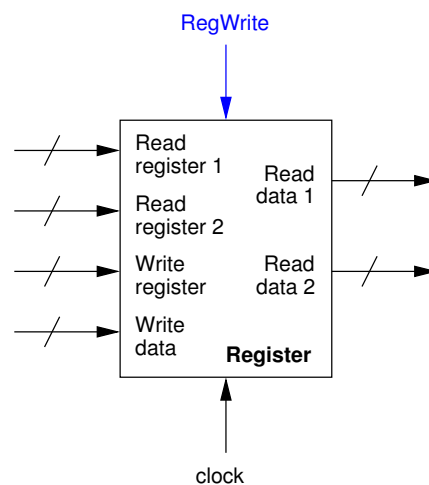 RegWrite
Read
register 1
Read
register 2
Write
register
Write
data
Read
data 1
Read
data 2
Register
clock